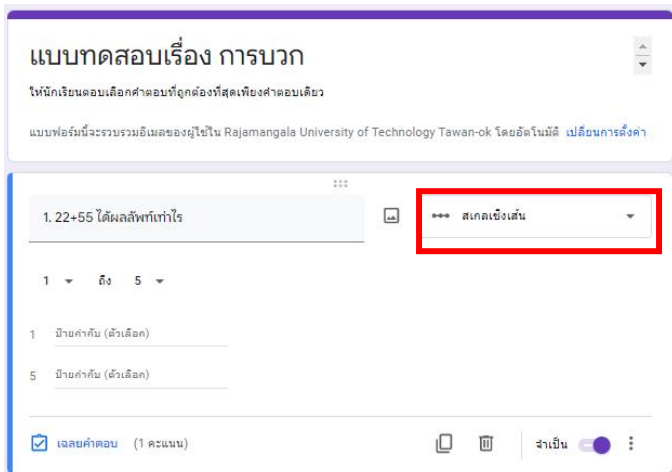 แบบทดสอบเรื่อง การบวก
ให้นักเรียนตอบเลือกคำตอบที่ถูกต้องที่สุดเพียงคำตอบเดียว
แบบฟอร์มนี้จะรวบรวมอีเมลของผู้ใช้ใน Rajamangala University of Technology Tawan-ok โดยอัตโนมัติ เปลี่ยนการตั้งค่า
1. 22+55 ได้ผลลัพท์เท่าไร
สเกลเชิงเส้น
1 ถึง 5
1 ป้ายกำกับ (ตัวเลือก)
5 ป้ายกำกับ (ตัวเลือก)
เฉลยคำตอบ (1 คะแนน)
จำเป็น